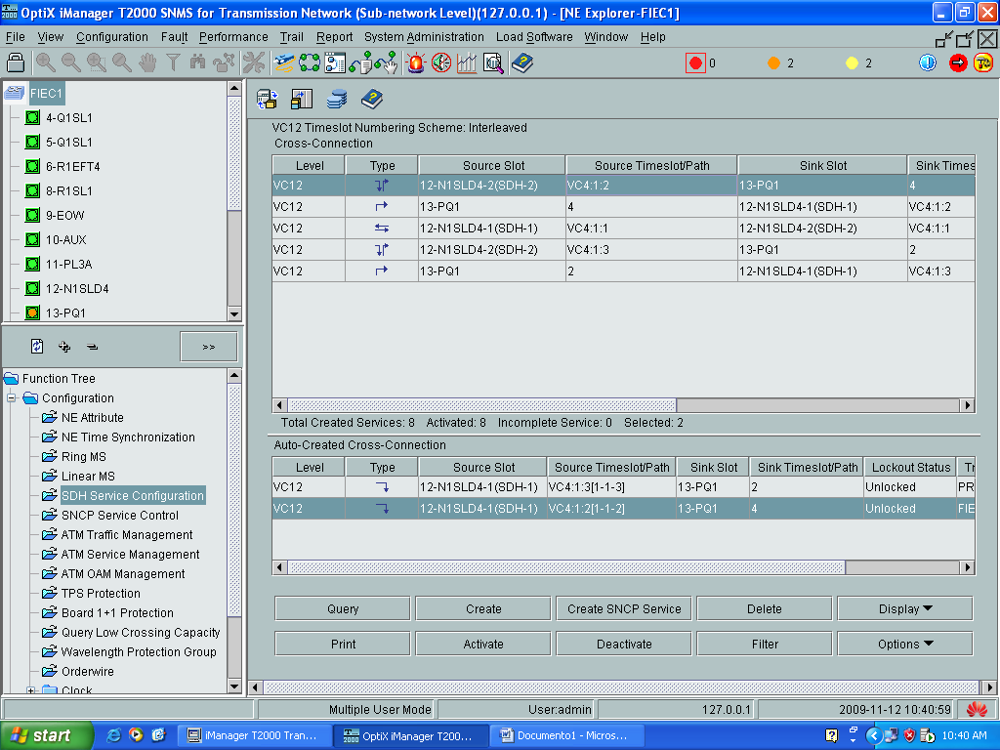 OptiX iManager T2000 SNMS for Transmission Network (Sub-network Level)(127.0.0.1) - [NE Explorer-FIEC1]
File View Configuration Fault Performance Trail Report System Administration Load Software Window Help
0 2 2
FIEC1
4-Q1SL1
5-Q1SL1
6-R1EFT4
8-R1SL1
9-EOW
10-AUX
11-PL3A
12-N1SLD4
13-PQ1
>>
Function Tree
Configuration
NE Attribute
NE Time Synchronization
Ring MS
Linear MS
SDH Service Configuration
SNCP Service Control
ATM Traffic Management
ATM Service Management
ATM OAM Management
TPS Protection
Board 1+1 Protection
Query Low Crossing Capacity
Wavelength Protection Group
Orderwire
Clock
VC12 Timeslot Numbering Scheme: Interleaved
Cross-Connection
Level Type Source Slot Source Timeslot/Path Sink Slot Sink Times
VC12 12-N1SLD4-2(SDH-2) VC4:1:2 13-PQ1 4
VC12 13-PQ1 4 12-N1SLD4-1(SDH-1) VC4:1:2
VC12 12-N1SLD4-1(SDH-1) VC4:1:1 12-N1SLD4-2(SDH-2) VC4:1:1
VC12 12-N1SLD4-2(SDH-2) VC4:1:3 13-PQ1 2
VC12 13-PQ1 2 12-N1SLD4-1(SDH-1) VC4:1:3
Total Created Services: 8 Activated: 8 Incomplete Service: 0 Selected: 2
Auto-Created Cross-Connection
Level Type Source Slot Source Timeslot/Path Sink Slot Sink Timeslot/Path Lockout Status Tr
VC12 12-N1SLD4-1(SDH-1) VC4:1:3[1-1-3] 13-PQ1 2 Unlocked PR
VC12 12-N1SLD4-1(SDH-1) VC4:1:2[1-1-2] 13-PQ1 4 Unlocked FIE
Query Create Create SNCP Service Delete Display
Print Activate Deactivate Filter Options
Multiple User Mode User:admin 127.0.0.1 2009-11-12 10:40:59
start iManager T2000 Tran... OptiX iManager T200... Documento1 - Micros... 10:40 AM